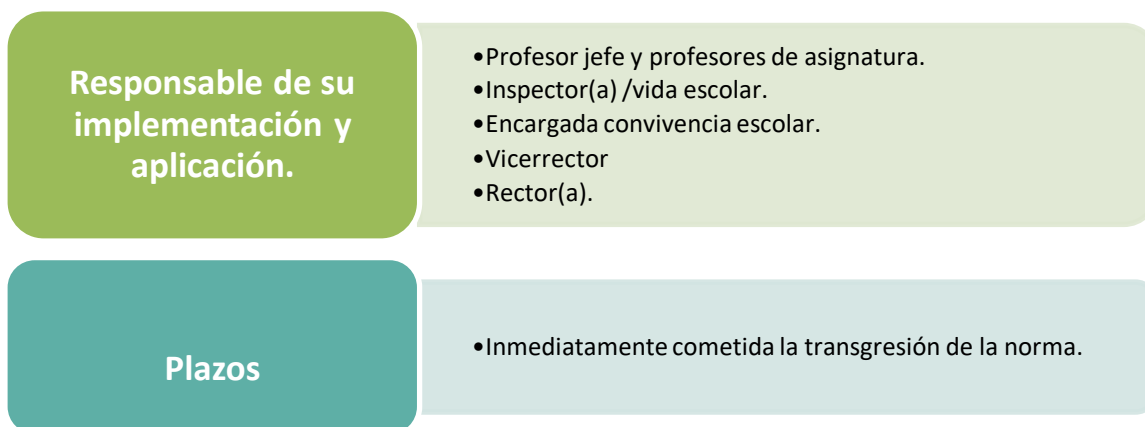 Responsable de su
implementación y
aplicación.
•Profesor jefe y profesores de asignatura.
•Inspector(a) /vida escolar.
•Encargada convivencia escolar.
•Vicerrector
•Rector(a).
Plazos
•Inmediatamente cometida la transgresión de la norma.